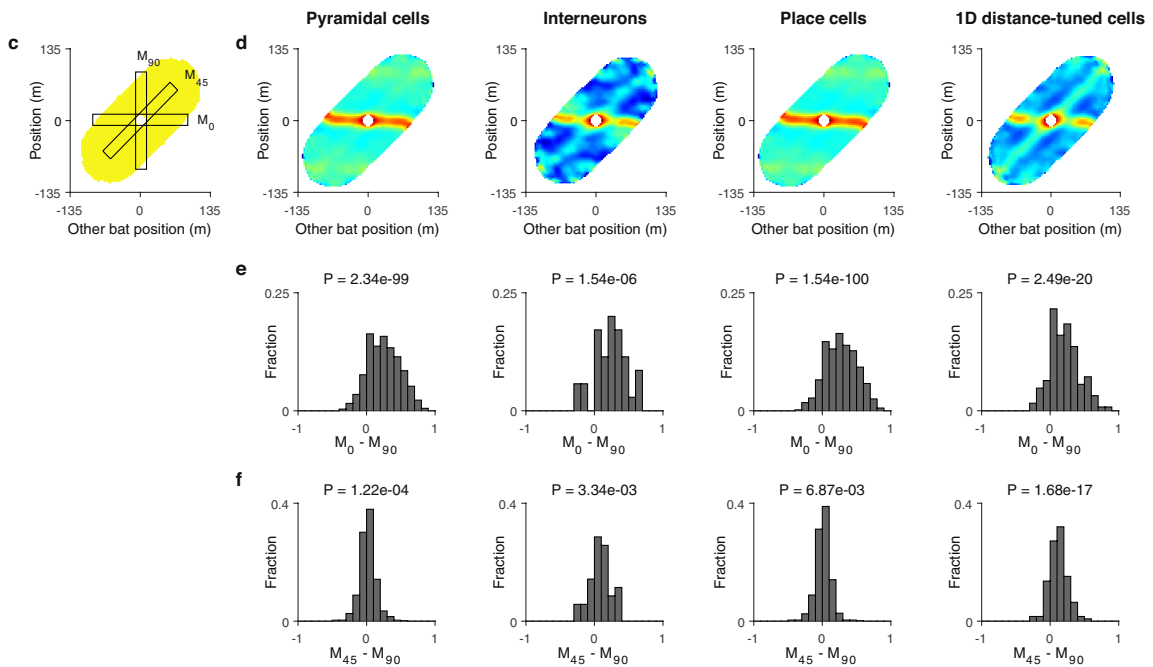 Pyramidal cells
Interneurons
Place cells
1D distance-tuned cells
c
135
0
-135
Position (m)
M90
M45
M0
-135
0
135
Other bat position (m)
d
135
0
-135
Position (m)
-135
0
135
Other bat position (m)
135
0
-135
Position (m)
-135
0
135
Other bat position (m)
135
0
-135
Position (m)
-135
0
135
Other bat position (m)
135
0
-135
Position (m)
-135
0
135
Other bat position (m)
e
P = 2.34e-99
0.25
Fraction
0
-1
0
1
M0 - M90
P = 1.54e-06
0.25
Fraction
0
-1
0
1
M0 - M90
P = 1.54e-100
0.25
Fraction
0
-1
0
1
M0 - M90
P = 2.49e-20
0.25
Fraction
0
-1
0
1
M0 - M90
f
P = 1.22e-04
0.4
Fraction
0
-1
0
1
M45 - M90
P = 3.34e-03
0.4
Fraction
0
-1
0
1
M45 - M90
P = 6.87e-03
0.4
Fraction
0
-1
0
1
M45 - M90
P = 1.68e-17
0.4
Fraction
0
-1
0
1
M45 - M90